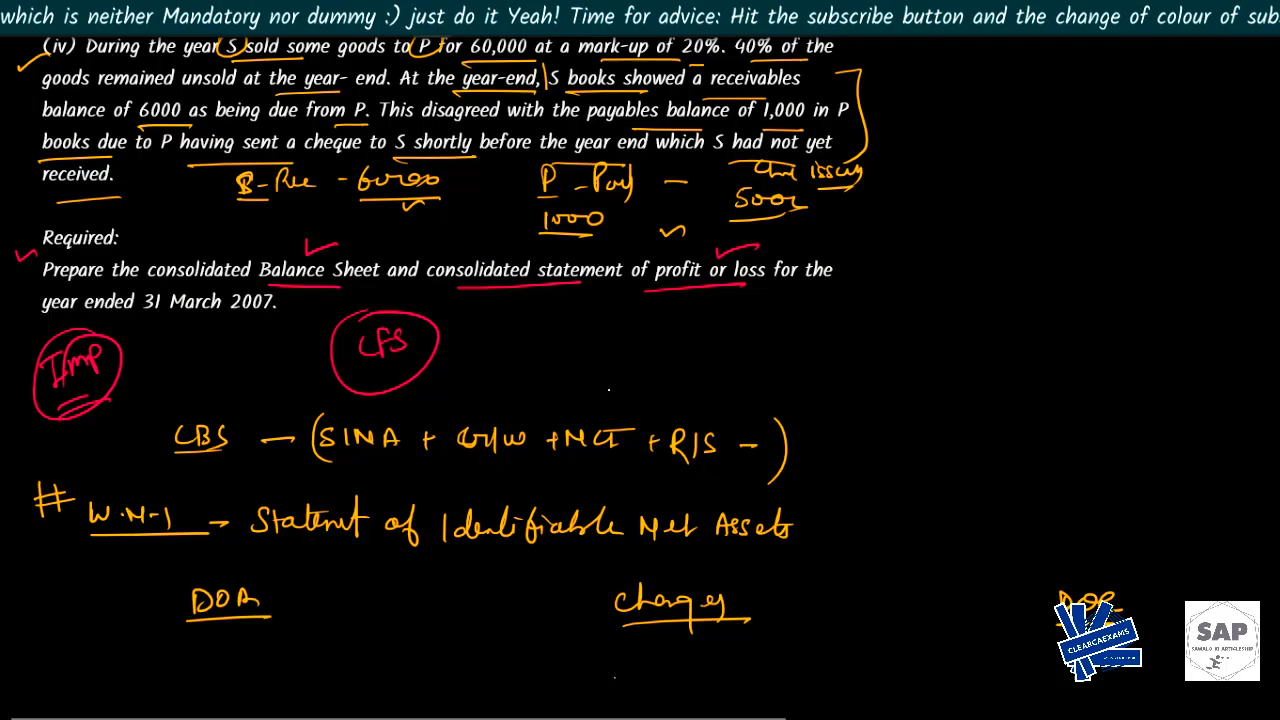 which is neither Mandatory nor dummy :) just do it Yeah! Time for advice: Hit the subscribe button and the change of colour of sub
(iv) During the year S sold some goods to P for 60,000 at a mark-up of 20%. 40% of the
goods remained unsold at the year- end. At the year-end, S books showed a receivables
balance of 6000 as being due from P. This disagreed with the payables balance of 1,000 in P
books due to P having sent a cheque to S shortly before the year end which S had not yet
received.
S - Rec - P - Pay -
1000
Required:
Prepare the consolidated Balance Sheet and consolidated statement of profit or loss for the
year ended 31 March 2007.
Imp
CFS
CBS - (SINA + + NCI + R/S - )
# W.N-1 - Statement of Identifiable Net Assets
DOA Changes
CLEARCAEXAMS
SAP
SAMALO KI ARTICLESHIP